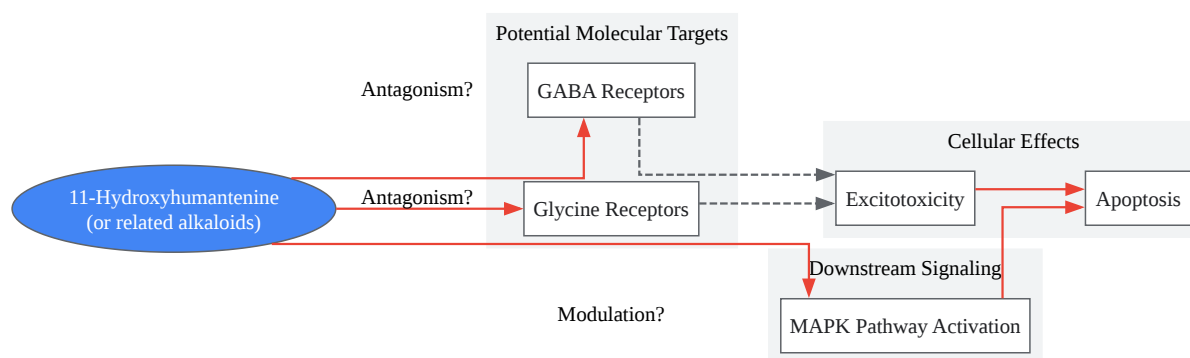 Potential Molecular Targets
Antagonism?
GABA Receptors
Cellular Effects
11-Hydroxyhumantenine
(or related alkaloids)
Antagonism?
Glycine Receptors
Excitotoxicity
Apoptosis
Downstream Signaling
Modulation?
MAPK Pathway Activation